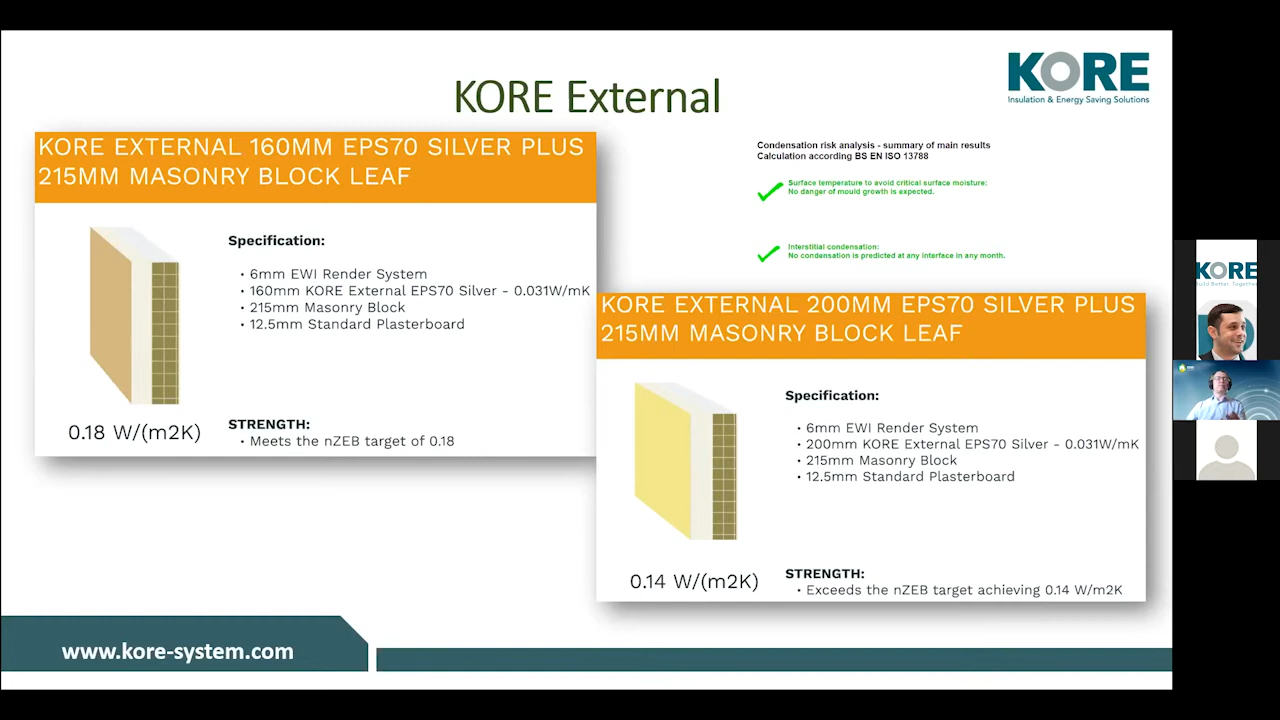 KORE External
KORE
Insulation & Energy Saving Solutions
KORE EXTERNAL 160MM EPS70 SILVER PLUS
215MM MASONRY BLOCK LEAF
Specification:
• 6mm EWI Render System
• 160mm KORE External EPS70 Silver - 0.031W/mK
• 215mm Masonry Block
• 12.5mm Standard Plasterboard
0.18 W/(m2K)
STRENGTH:
• Meets the nZEB target of 0.18
Condensation risk analysis - summary of main results
Calculation according BS EN ISO 13788
Surface temperature to avoid critical surface moisture:
No danger of mould growth is expected.
Interstitial condensation:
No condensation is predicted at any interface in any month.
KORE EXTERNAL 200MM EPS70 SILVER PLUS
215MM MASONRY BLOCK LEAF
Specification:
• 6mm EWI Render System
• 200mm KORE External EPS70 Silver - 0.031W/mK
• 215mm Masonry Block
• 12.5mm Standard Plasterboard
0.14 W/(m2K)
STRENGTH:
• Exceeds the nZEB target achieving 0.14 W/m2K
www.kore-system.com
KORE
Build Better. Together